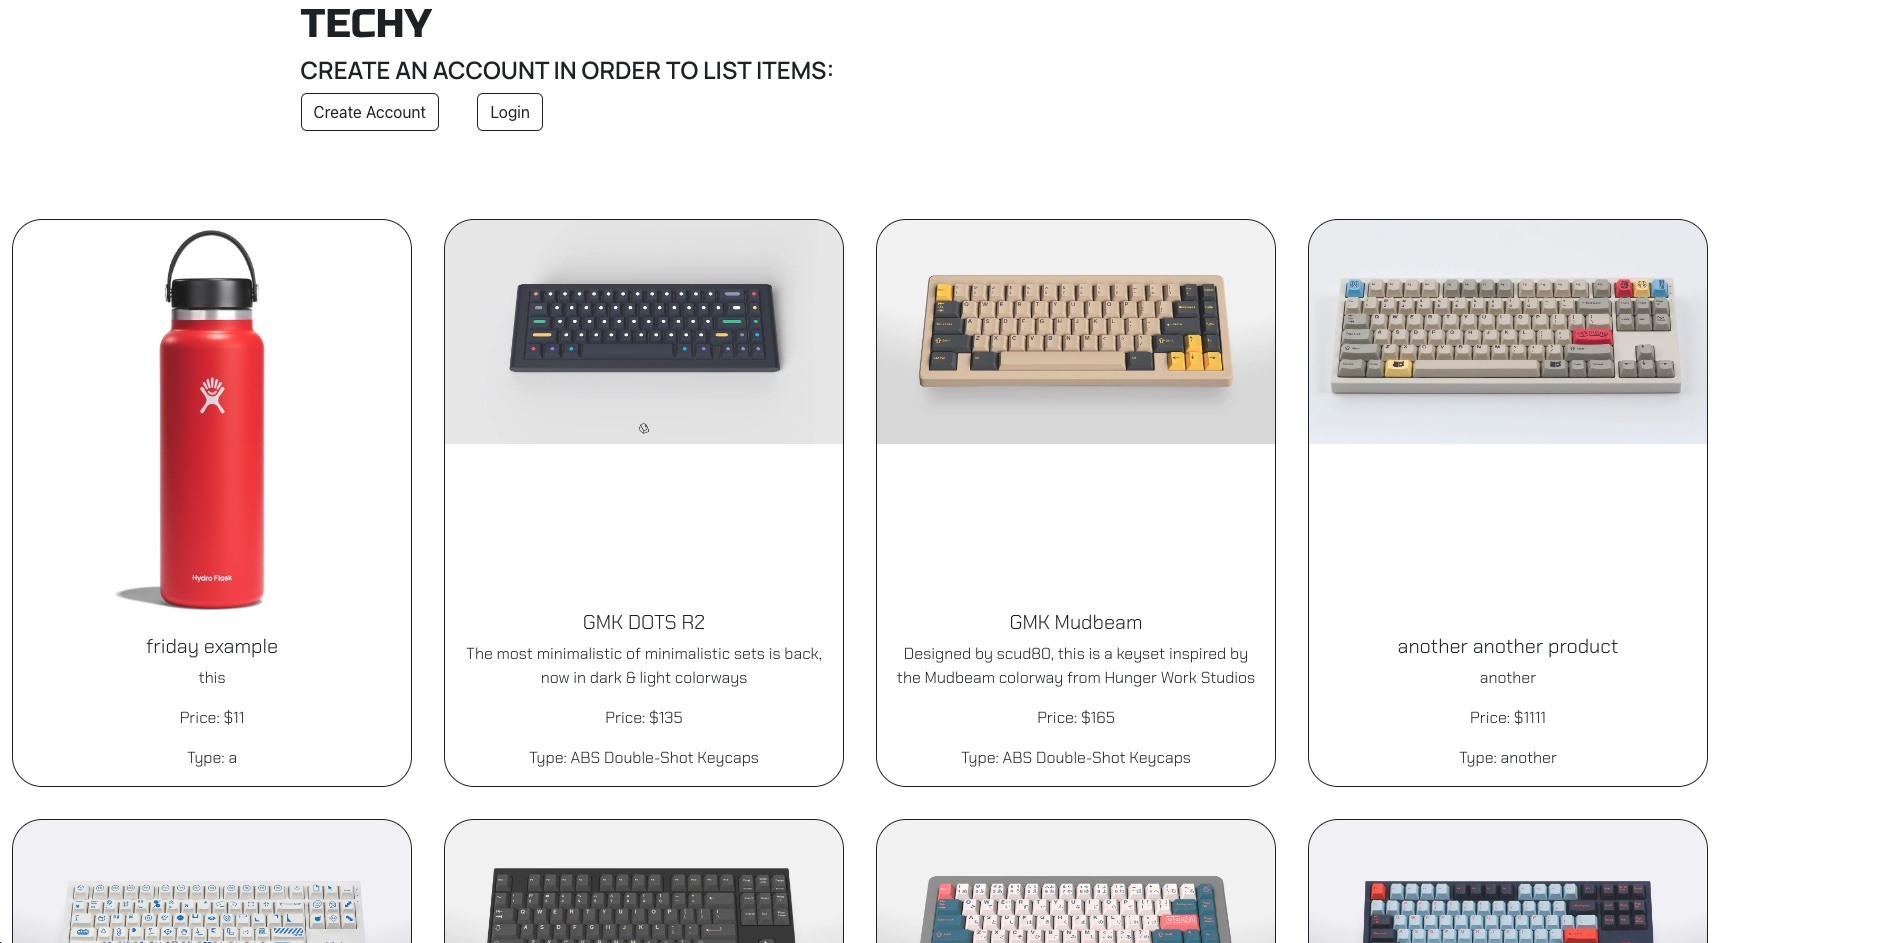 TECHY
CREATE AN ACCOUNT IN ORDER TO LIST ITEMS:
Create Account
Login
Hydro Flask
friday example
this
Price: $11
Type: a
GMK DOTS R2
The most minimalistic of minimalistic sets is back,
now in dark & light colorways
Price: $135
Type: ABS Double-Shot Keycaps
GMK Mudbeam
Designed by scud80, this is a keyset inspired by
the Mudbeam colorway from Hunger Work Studios
Price: $165
Type: ABS Double-Shot Keycaps
another another product
another
Price: $1111
Type: another